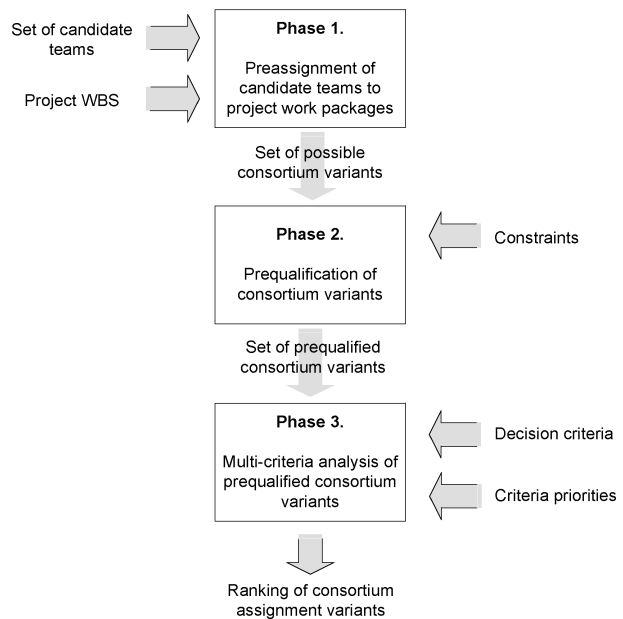 Set of candidate
teams
Project WBS
Phase 1.
Preassignment of
candidate teams to
project work packages
Set of possible
consortium variants
Phase 2.
Prequalification of
consortium variants
Constraints
Set of prequalified
consortium variants
Phase 3.
Multi-criteria analysis of
prequalified consortium
variants
Decision criteria
Criteria priorities
Ranking of consortium
assignment variants